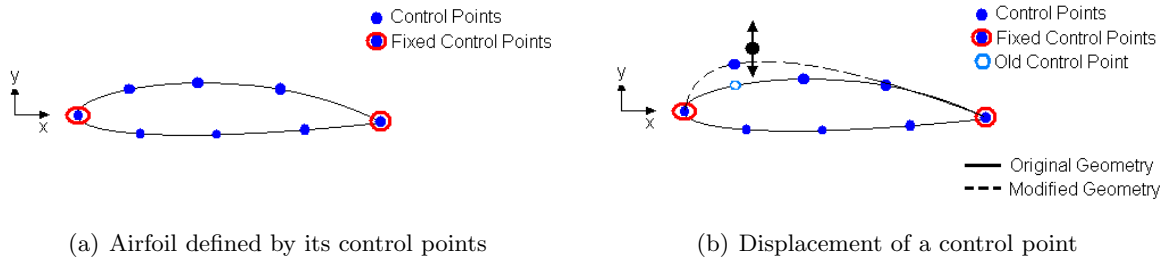 Control Points
Fixed Control Points
y
x
(a) Airfoil defined by its control points
Control Points
Fixed Control Points
Old Control Point
y
x
Original Geometry
Modified Geometry
(b) Displacement of a control point